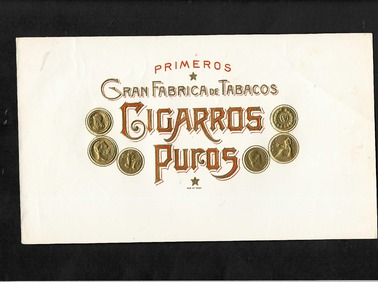 PRIMEROS
GRAN FABRICA DE TABACOS
CIGARROS
PUROS